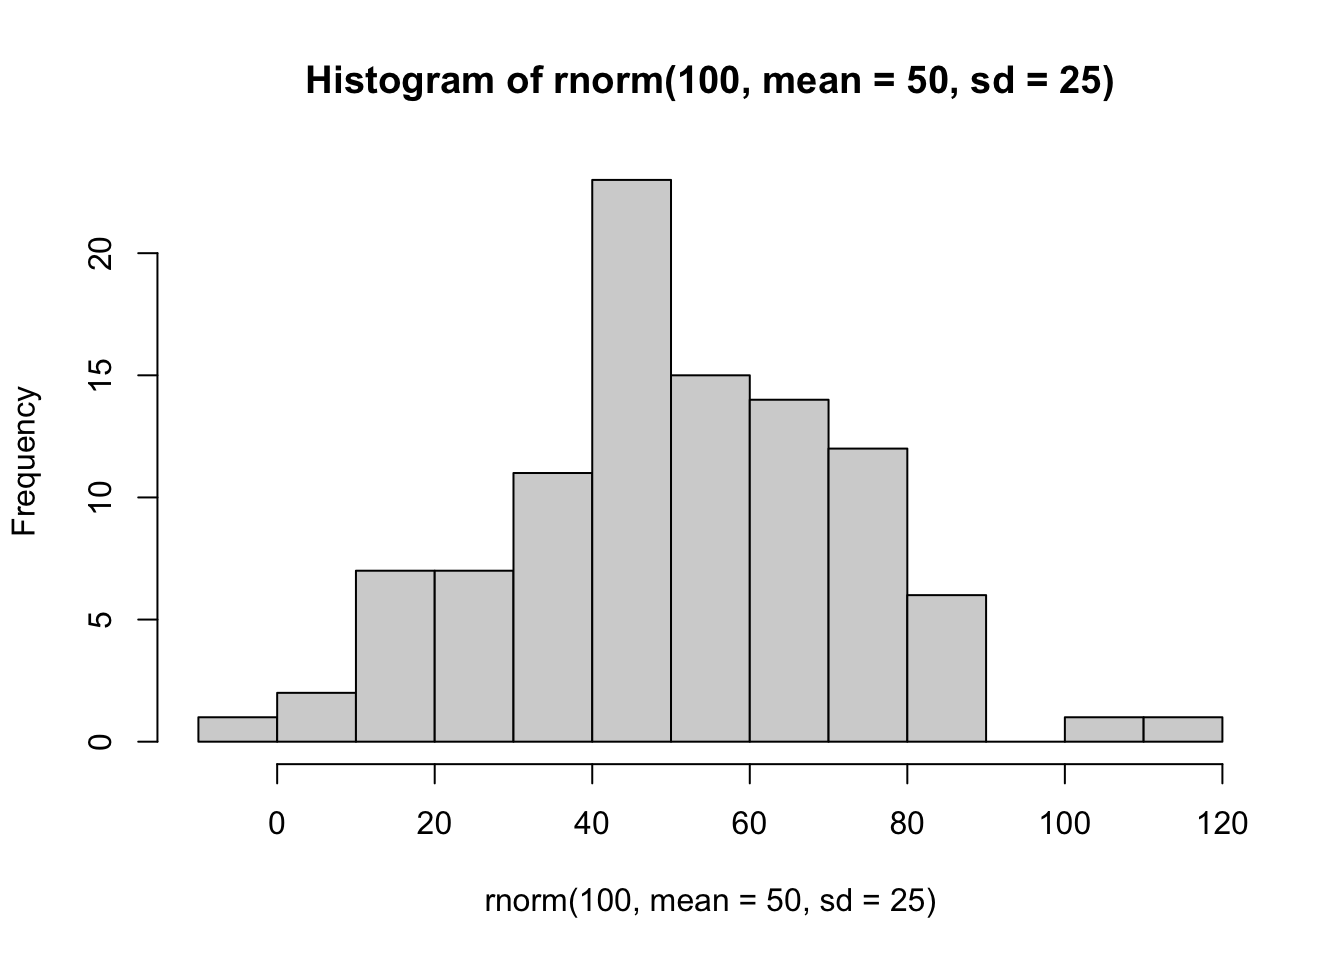 Histogram of rnorm(100, mean = 50, sd = 25)
Frequency
20
15
10
5
0
0 20 40 60 80 100 120
rnorm(100, mean = 50, sd = 25)